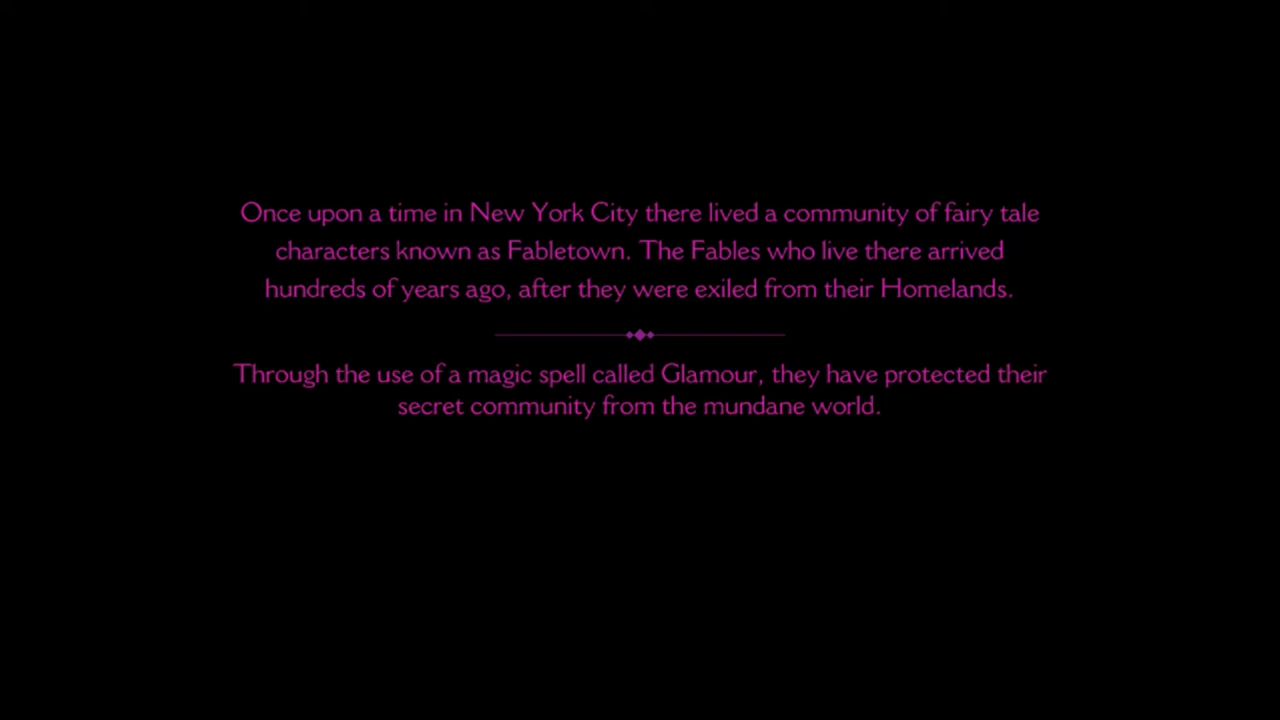 Once upon a time in New York City there lived a community of fairy tale
characters known as Fabletown. The Fables who live there arrived
hundreds of years ago, after they were exiled from their Homelands.
Through the use of a magic spell called Glamour, they have protected their
secret community from the mundane world.